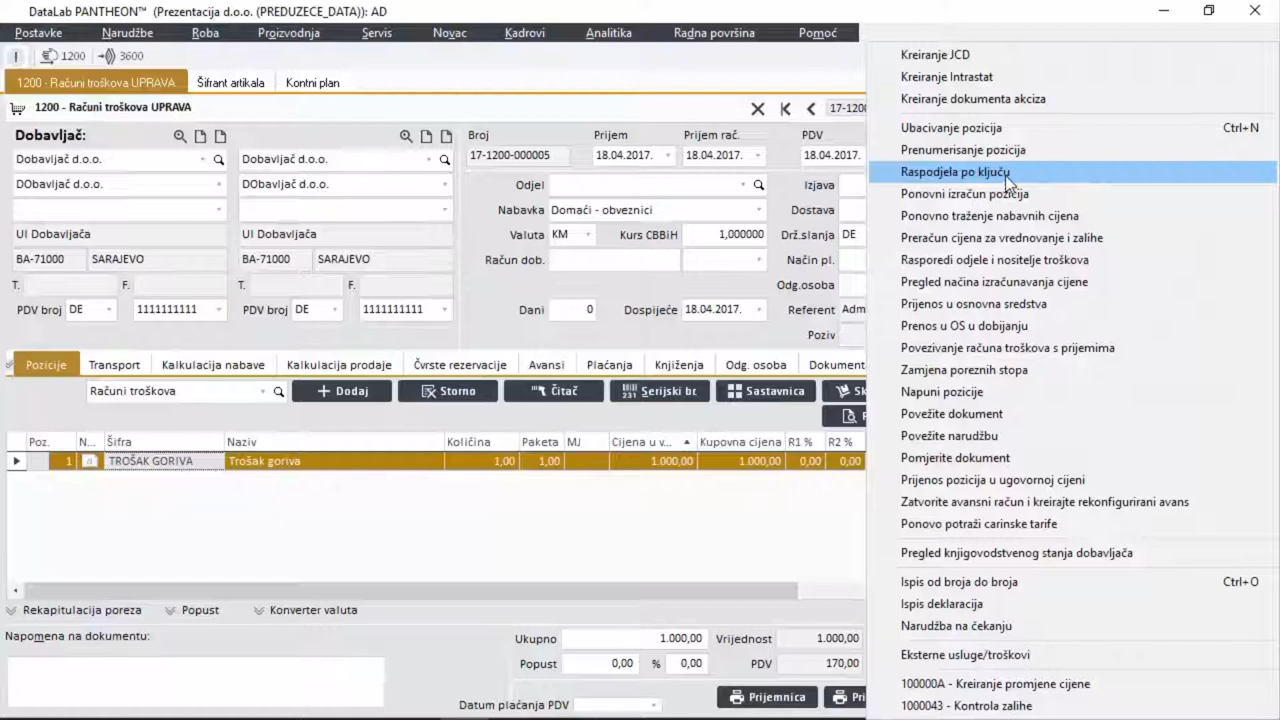 DataLab PANTHEON™ (Prezentacija d.o.o. (PREDUZECE_DATA)): AD
Postavke Narudžbe Roba Proizvodnja Servis Novac Kadrovi Analitika Radna površina Pomoć
1200 3600
1200 - Računi troškova UPRAVA Šifrant artikala Kontni plan
1200 - Računi troškova UPRAVA 17-1200
Dobavljač: Broj Prijem Prijem rač. PDV
17-1200-000005 18.04.2017. 18.04.2017. 18.04.2017.
Dobavljač d.o.o. Dobavljač d.o.o.
DObavljač d.o.o. DObavljač d.o.o. Odjel Izjava
Nabavka Domaći - obveznici Dostava
Ul Dobavljača Ul Dobavljača Valuta KM Kurs CBBiH 1,000000 Drž.slanja DE
BA-71000 SARAJEVO BA-71000 SARAJEVO Račun dob. Način pl.
T. F. T. F. Odg.osoba
PDV broj DE 1111111111 PDV broj DE 1111111111 Dani 0 Dospijeće 18.04.2017. Referent Adm
Poziv
Pozicije Transport Kalkulacija nabave Kalkulacija prodaje Čvrste rezervacije Avansi Plaćanja Knjiženja Odg. osoba Dokument
Računi troškova Dodaj Storno Čitač Serijski br. Sastavnica
Poz. N... Šifra Naziv Količina Paketa MJ Cijena u v... Kupovna cijena R1 % R2 %
1 TROŠAK GORIVA Trošak goriva 1,00 1,00 1.000,00 1.000,00 0,00 0,00
Rekapitulacija poreza Popust Konverter valuta
Napomena na dokumentu: Ukupno 1.000,00 Vrijednost 1.000,00
Popust 0,00 % 0,00 PDV 170,00
Datum plaćanja PDV Prijemnica
Kreiranje JCD
Kreiranje Intrastat
Kreiranje dokumenta akciza
Ubacivanje pozicija Ctrl+N
Prenumerisanje pozicija
Raspodjela po ključu
Ponovni izračun pozicija
Ponovno traženje nabavnih cijena
Preračun cijena za vrednovanje i zalihe
Rasporedi odjele i nositelje troškova
Pregled načina izračunavanja cijene
Prijenos u osnovna sredstva
Prenos u OS u dobijanju
Povezivanje računa troškova s prijemima
Zamjena poreznih stopa
Napuni pozicije
Povežite dokument
Povežite narudžbu
Pomjerite dokument
Prijenos pozicija u ugovornoj cijeni
Zatvorite avansni račun i kreirajte rekonfigurirani avans
Ponovo potraži carinske tarife
Pregled knjigovodstvenog stanja dobavljača
Ispis od broja do broja Ctrl+O
Ispis deklaracija
Narudžba na čekanju
Eksterne usluge/troškovi
100000A - Kreiranje promjene cijene
1000043 - Kontrola zalihe